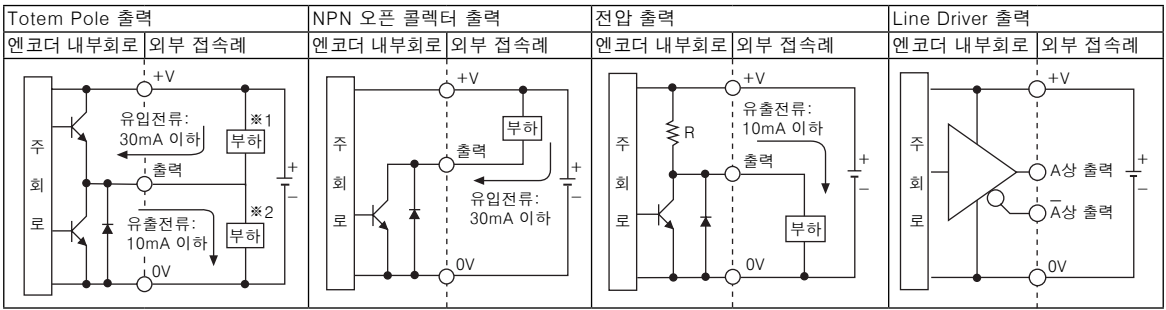 Totem Pole 출력
엔코더 내부회로 외부 접속례
+V
유입전류:
30mA 이하
※1
부하
주
회
로
출력
+
−
※2
유출전류:
10mA 이하
부하
0V
NPN 오픈 콜렉터 출력
엔코더 내부회로 외부 접속례
+V
부하
주
회
로
출력
+
−
유입전류:
30mA 이하
0V
전압 출력
엔코더 내부회로 외부 접속례
+V
유출전류:
10mA 이하
R
주
회
로
출력
+
−
부하
0V
Line Driver 출력
엔코더 내부회로 외부 접속례
+V
주
회
로
A상 출력
+
−
A̅상 출력
0V